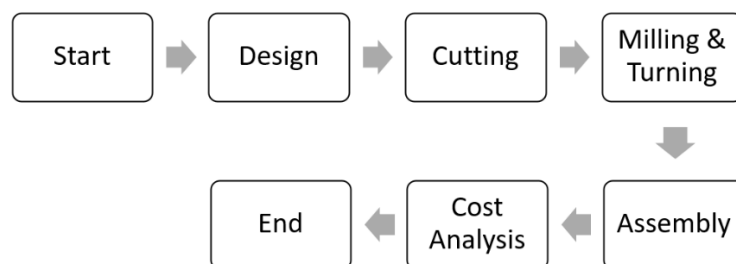 Start
Design
Cutting
Milling &
Turning
Assembly
Cost
Analysis
End